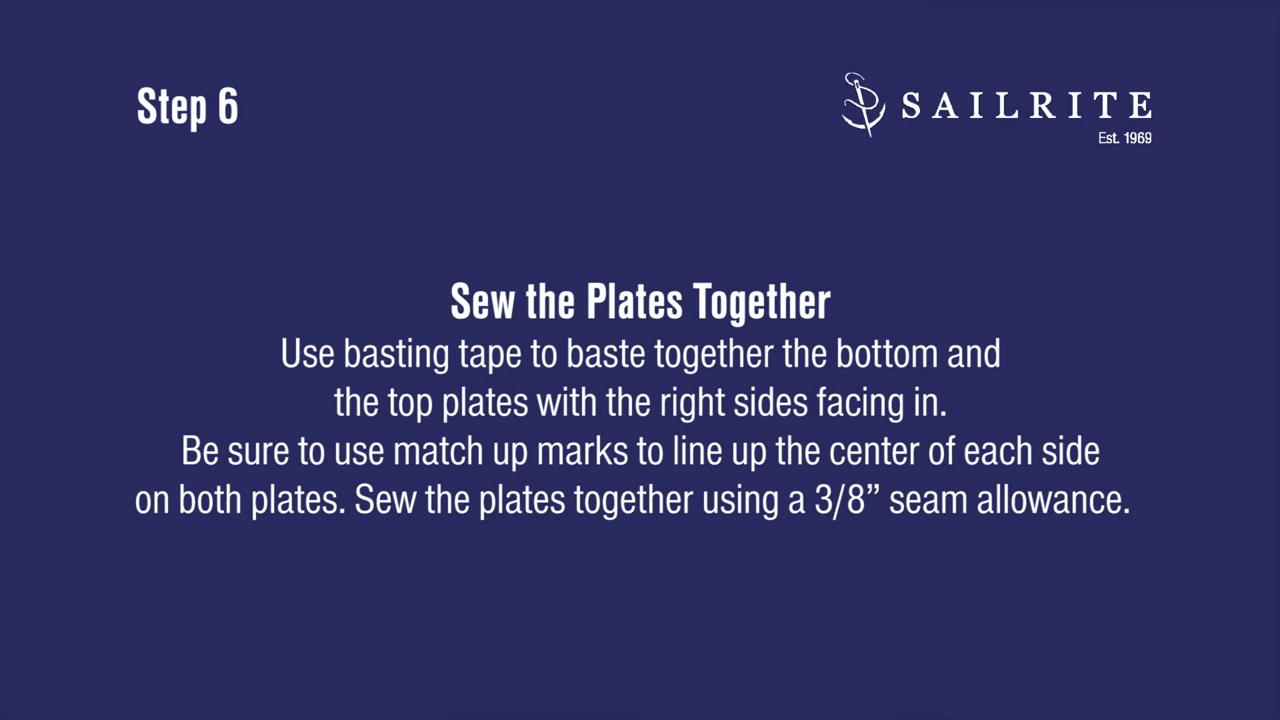 Step 6
SAILRITE
Est. 1969
Sew the Plates Together
Use basting tape to baste together the bottom and
the top plates with the right sides facing in.
Be sure to use match up marks to line up the center of each side
on both plates. Sew the plates together using a 3/8” seam allowance.